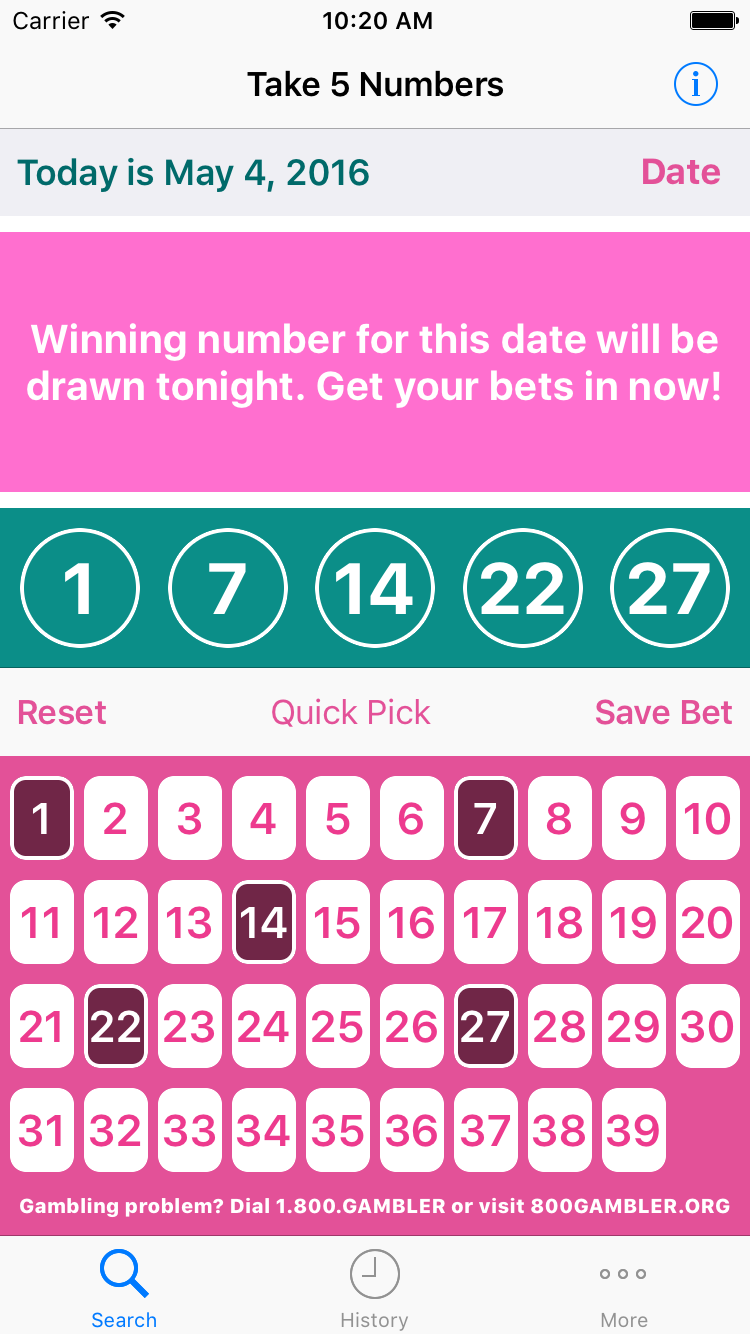 Carrier 10:20 AM
Take 5 Numbers i
Today is May 4, 2016 Date
Winning number for this date will be
drawn tonight. Get your bets in now!
1 7 14 22 27
Reset Quick Pick Save Bet
1 2 3 4 5 6 7 8 9 10
11 12 13 14 15 16 17 18 19 20
21 22 23 24 25 26 27 28 29 30
31 32 33 34 35 36 37 38 39
Gambling problem? Dial 1.800.GAMBLER or visit 800GAMBLER.ORG
Search History More